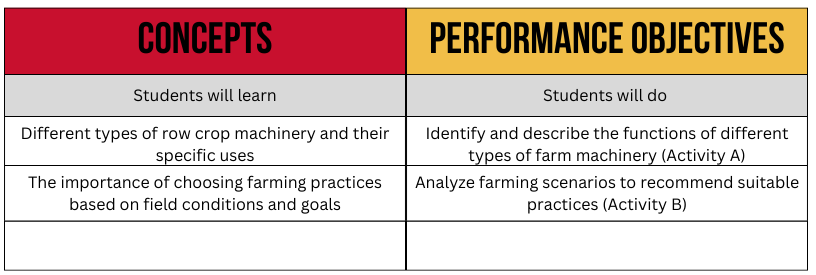 CONCEPTS
PERFORMANCE OBJECTIVES
Students will learn
Students will do
Different types of row crop machinery and their
specific uses
Identify and describe the functions of different
types of farm machinery (Activity A)
The importance of choosing farming practices
based on field conditions and goals
Analyze farming scenarios to recommend suitable
practices (Activity B)